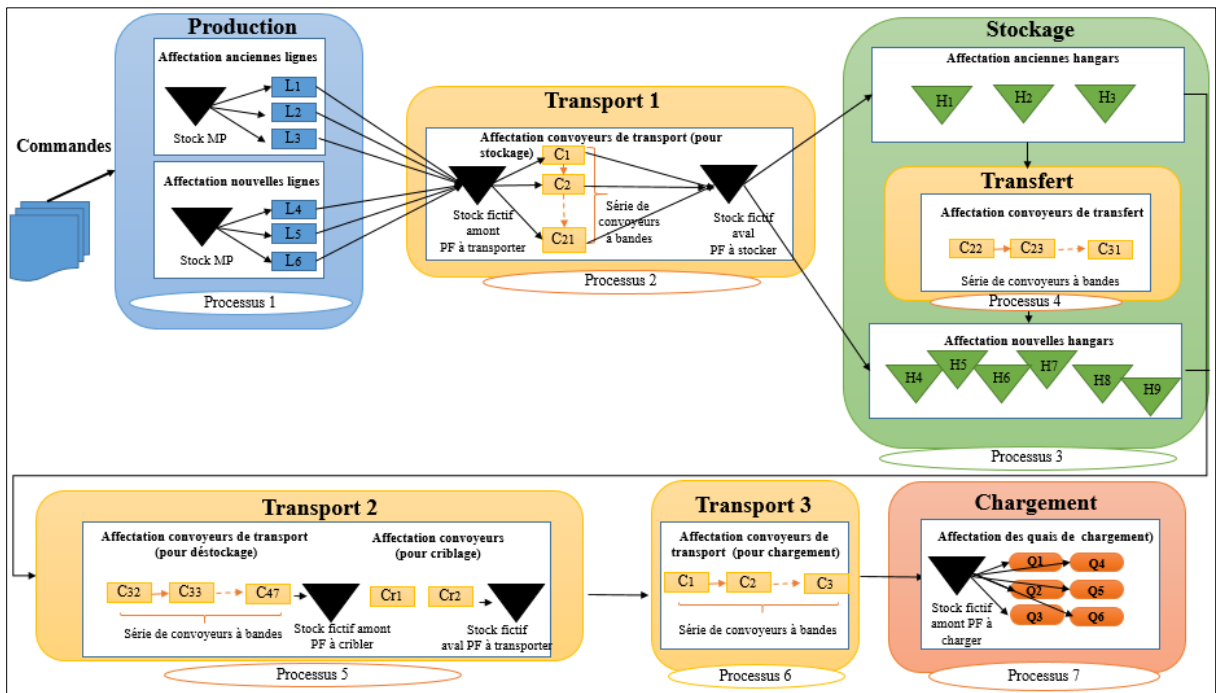 Commandes
Production
Affectation anciennes lignes
Stock MP
L1
L2
L3
Affectation nouvelles lignes
Stock MP
L4
L5
L6
Processus 1
Transport 1
Affectation convoyeurs de transport (pour
stockage)
C1
C2
C21
Stock fictif
amont
PF à transporter
Série de
convoyeurs
à bandes
Stock fictif
aval
PF à stocker
Processus 2
Stockage
Affectation anciennes hangars
H1
H2
H3
Transfert
Affectation convoyeurs de transfert
C22
C23
C31
Série de convoyeurs à bandes
Processus 4
Affectation nouvelles hangars
H4
H5
H6
H7
H8
H9
Processus 3
Transport 2
Affectation convoyeurs de transport
(pour déstockage)
C32
C33
C47
Série de convoyeurs à bandes
Stock fictif amont
PF à cribler
Affectation convoyeurs
(pour criblage)
Cr1
Cr2
Stock fictif
aval PF à transporter
Processus 5
Transport 3
Affectation convoyeurs de
transport (pour chargement)
C1
C2
C3
Série de convoyeurs à bandes
Processus 6
Chargement
Affectation des quais de chargement)
Stock fictif
amont PF à
charger
Q1
Q4
Q2
Q5
Q3
Q6
Processus 7